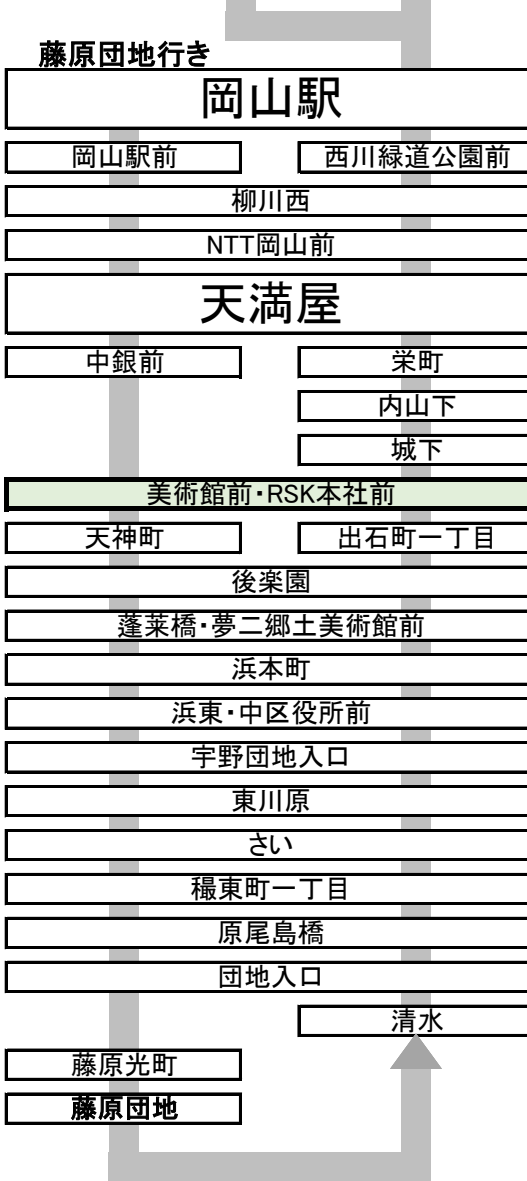 藤原団地行き
岡山駅
岡山駅前 西川緑道公園前
柳川西
NTT岡山前
天満屋
中銀前 栄町
内山下
城下
美術館前・RSK本社前
天神町 出石町一丁目
後楽園
蓬莱橋・夢二郷土美術館前
浜本町
浜東・中区役所前
宇野団地入口
東川原
さい
穝東町一丁目
原尾島橋
団地入口
清水
藤原光町
藤原団地